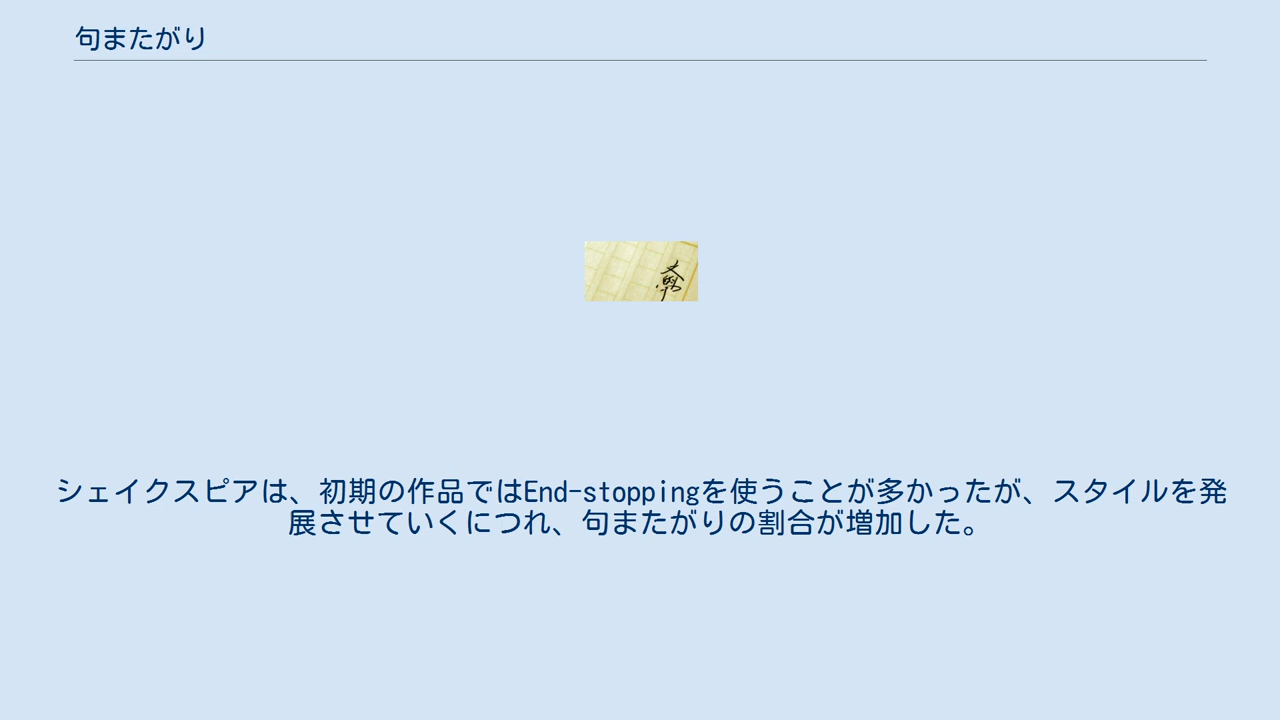 句またがり
シェイクスピアは、初期の作品ではEnd-stoppingを使うことが多かったが、スタイルを発
展させていくにつれ、句またがりの割合が増加した。